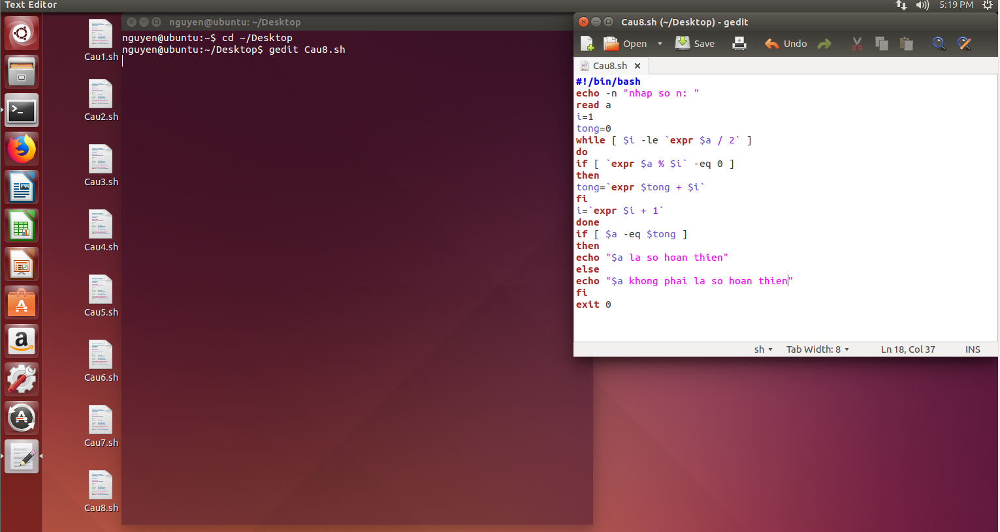 Text Editor
5:19 PM
nguyen@ubuntu: ~/Desktop
nguyen@ubuntu:~$ cd ~/Desktop
nguyen@ubuntu:~/Desktop$ gedit Cau8.sh
Cau1.sh
Cau2.sh
Cau3.sh
Cau4.sh
Cau5.sh
Cau6.sh
Cau7.sh
Cau8.sh
Cau8.sh (~/Desktop) - gedit
Open Save Undo
Cau8.sh
#!/bin/bash
echo -n "nhap so n: "
read a
i=1
tong=0
while [ $i -le `expr $a / 2` ]
do
if [ `expr $a % $i` -eq 0 ]
then
tong=`expr $tong + $i`
fi
i=`expr $i + 1`
done
if [ $a -eq $tong ]
then
echo "$a la so hoan thien"
else
echo "$a khong phai la so hoan thien"
fi
exit 0
sh Tab Width: 8 Ln 18, Col 37 INS